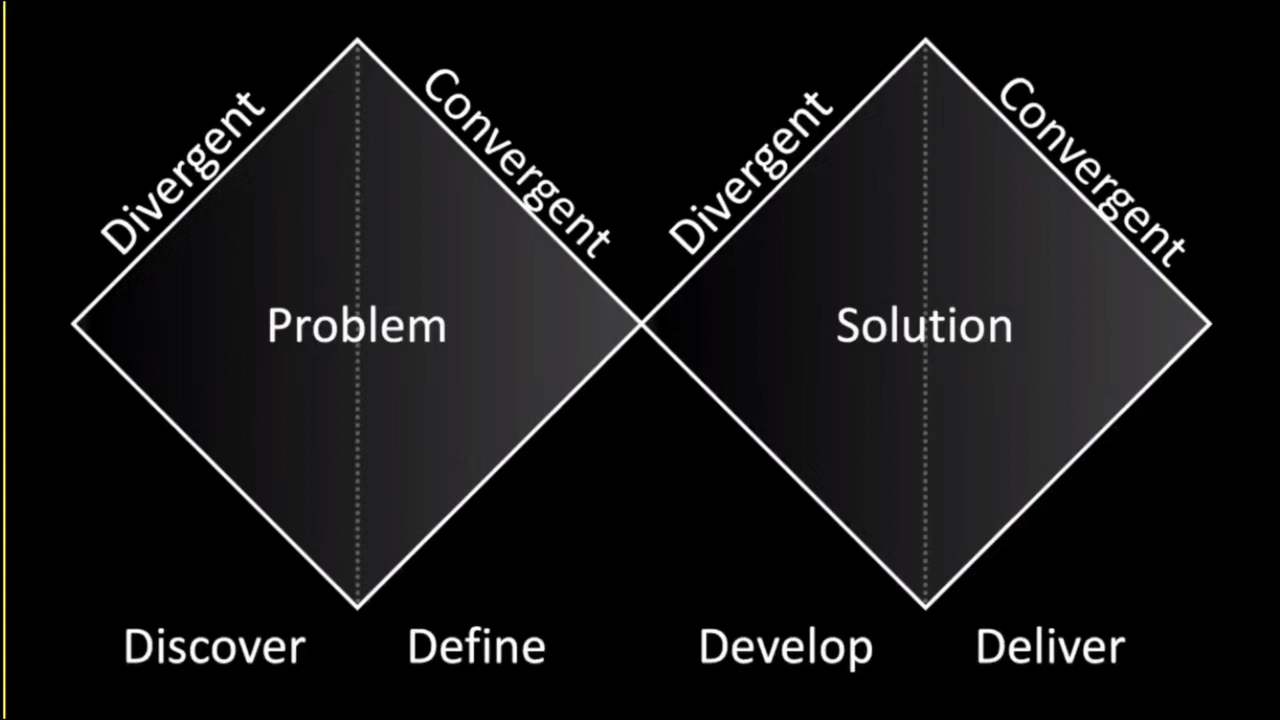 Divergent
Convergent
Divergent
Convergent
Problem
Solution
Discover
Define
Develop
Deliver